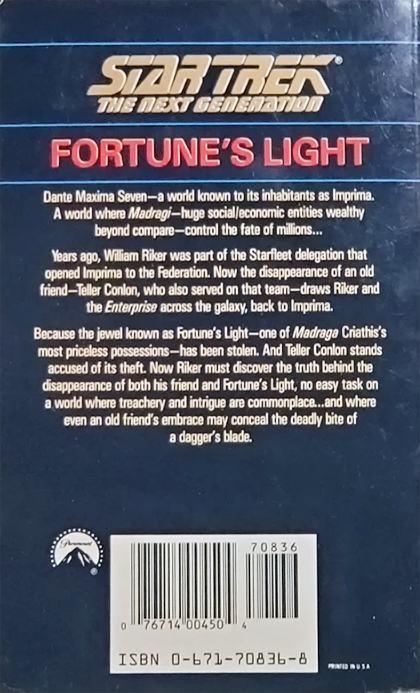 STAR TREK®
THE NEXT GENERATION
FORTUNE'S LIGHT
Dante Maxima Seven—a world known to its inhabitants as Imprima.
A world where Madragi—huge social/economic entities wealthy
beyond compare—control the fate of millions...
Years ago, William Riker was part of the Starfleet delegation that
opened Imprima to the Federation. Now the disappearance of an old
friend—Teller Conlon, who also served on that team—draws Riker and
the Enterprise across the galaxy, back to Imprima.
Because the jewel known as Fortune's Light—one of Madraga Criathis's
most priceless possessions—has been stolen. And Teller Conlon stands
accused of its theft. Now Riker must discover the truth behind the
disappearance of both his friend and Fortune's Light, no easy task on
a world where treachery and intrigue are commonplace...and where
even an old friend's embrace may conceal the deadly bite of
a dagger's blade.
Paramount®
70836
0 76714 00450 4
ISBN 0-671-70836-8
PRINTED IN U S A